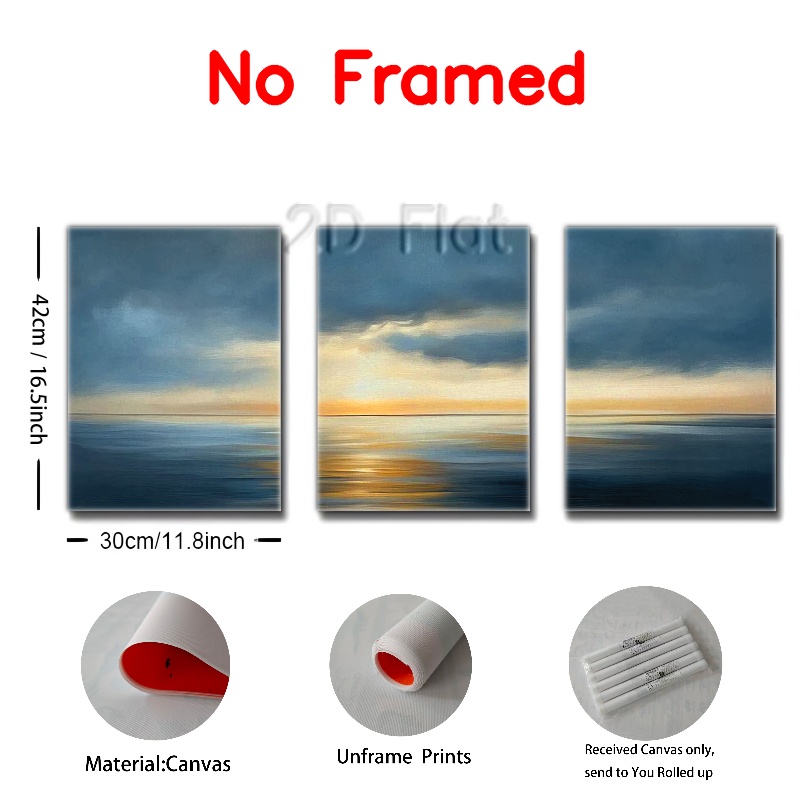 No Framed
2D Flat
42cm / 16.5inch
30cm/11.8inch
Material:Canvas
Unframe Prints
Received Canvas only,
send to You Rolled up